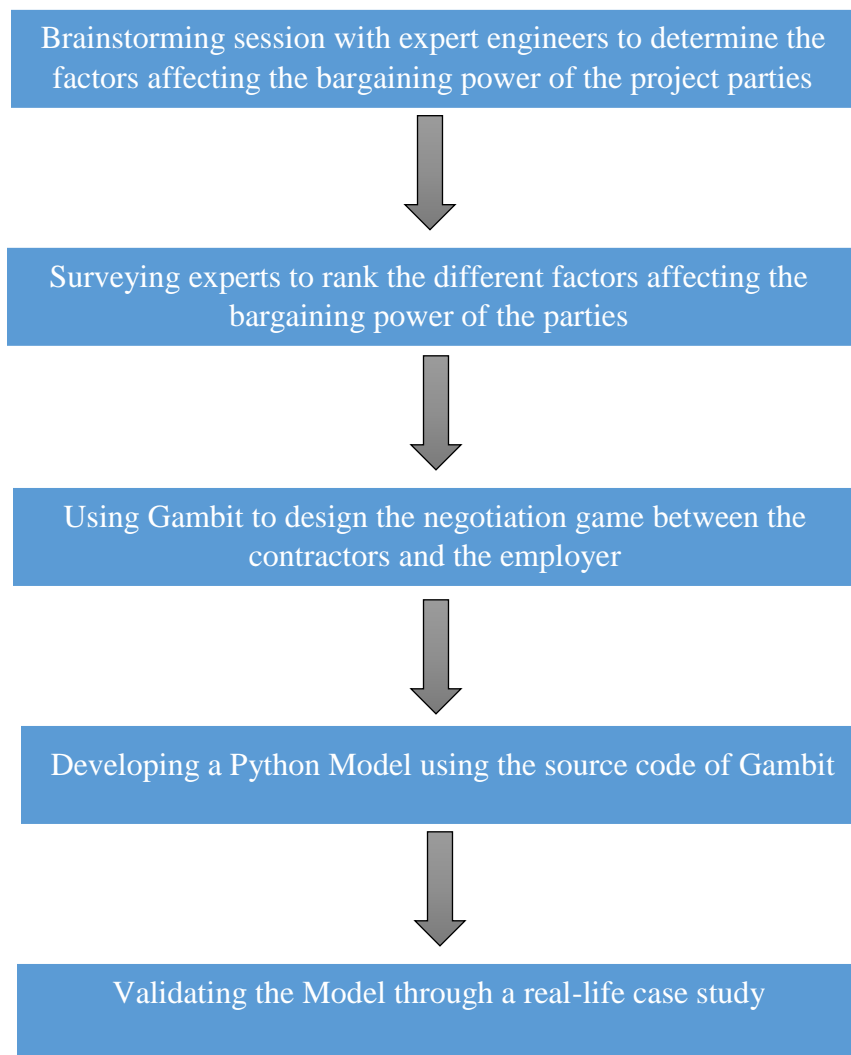 Brainstorming session with expert engineers to determine the
factors affecting the bargaining power of the project parties
Surveying experts to rank the different factors affecting the
bargaining power of the parties
Using Gambit to design the negotiation game between the
contractors and the employer
Developing a Python Model using the source code of Gambit
Validating the Model through a real-life case study